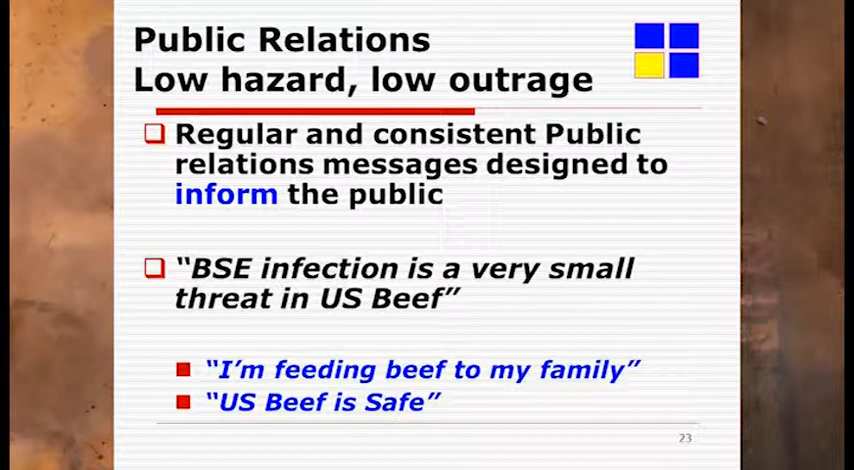 Public Relations
Low hazard, low outrage
Regular and consistent Public
relations messages designed to
inform the public
“BSE infection is a very small
threat in US Beef”
“I’m feeding beef to my family”
“US Beef is Safe”
23